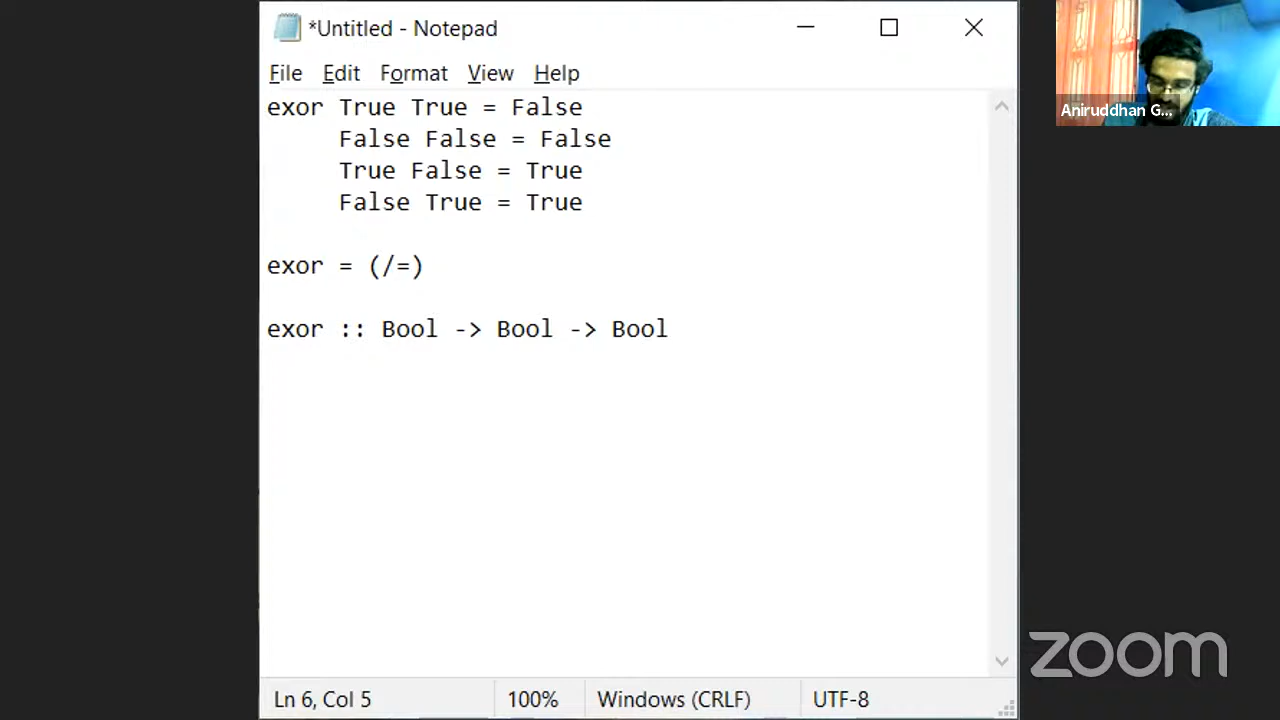 *Untitled - Notepad
File Edit Format View Help
exor True True = False
False False = False
True False = True
False True = True
exor = (/=)
exor :: Bool -> Bool -> Bool
Ln 6, Col 5 100% Windows (CRLF) UTF-8
Aniruddhan G...
zoom